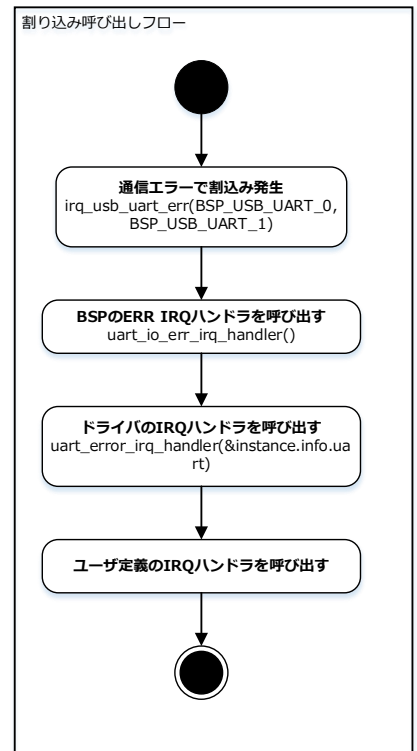 割り込み呼び出しフロー
通信エラーで割込み発生
irq_usb_uart_err(BSP_USB_UART_0,
BSP_USB_UART_1)
BSPのERR IRQハンドラを呼び出す
uart_io_err_irq_handler()
ドライバのIRQハンドラを呼び出す
uart_error_irq_handler(&instance.info.ua
rt)
ユーザ定義のIRQハンドラを呼び出す